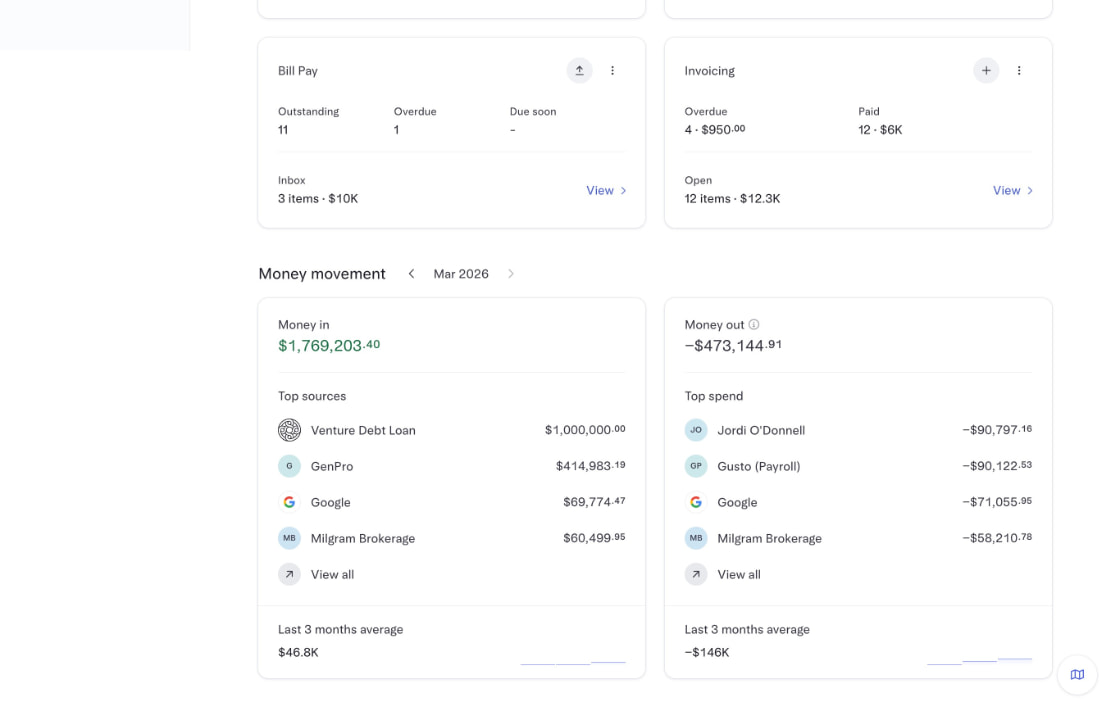 Bill Pay
Outstanding
11
Overdue
1
Due soon
-
Inbox
3 items · $10K
View
Invoicing
Overdue
4 · $950.00
Paid
12 · $6K
Open
12 items · $12.3K
View
Money movement
Mar 2026
Money in
$1,769,203.40
Top sources
Venture Debt Loan $1,000,000.00
G GenPro $414,983.19
Google $69,774.47
MB Milgram Brokerage $60,499.95
View all
Last 3 months average
$46.8K
Money out
−$473,144.91
Top spend
JO Jordi O'Donnell −$90,797.16
GP Gusto (Payroll) −$90,122.53
Google −$71,055.95
MB Milgram Brokerage −$58,210.78
View all
Last 3 months average
−$146K